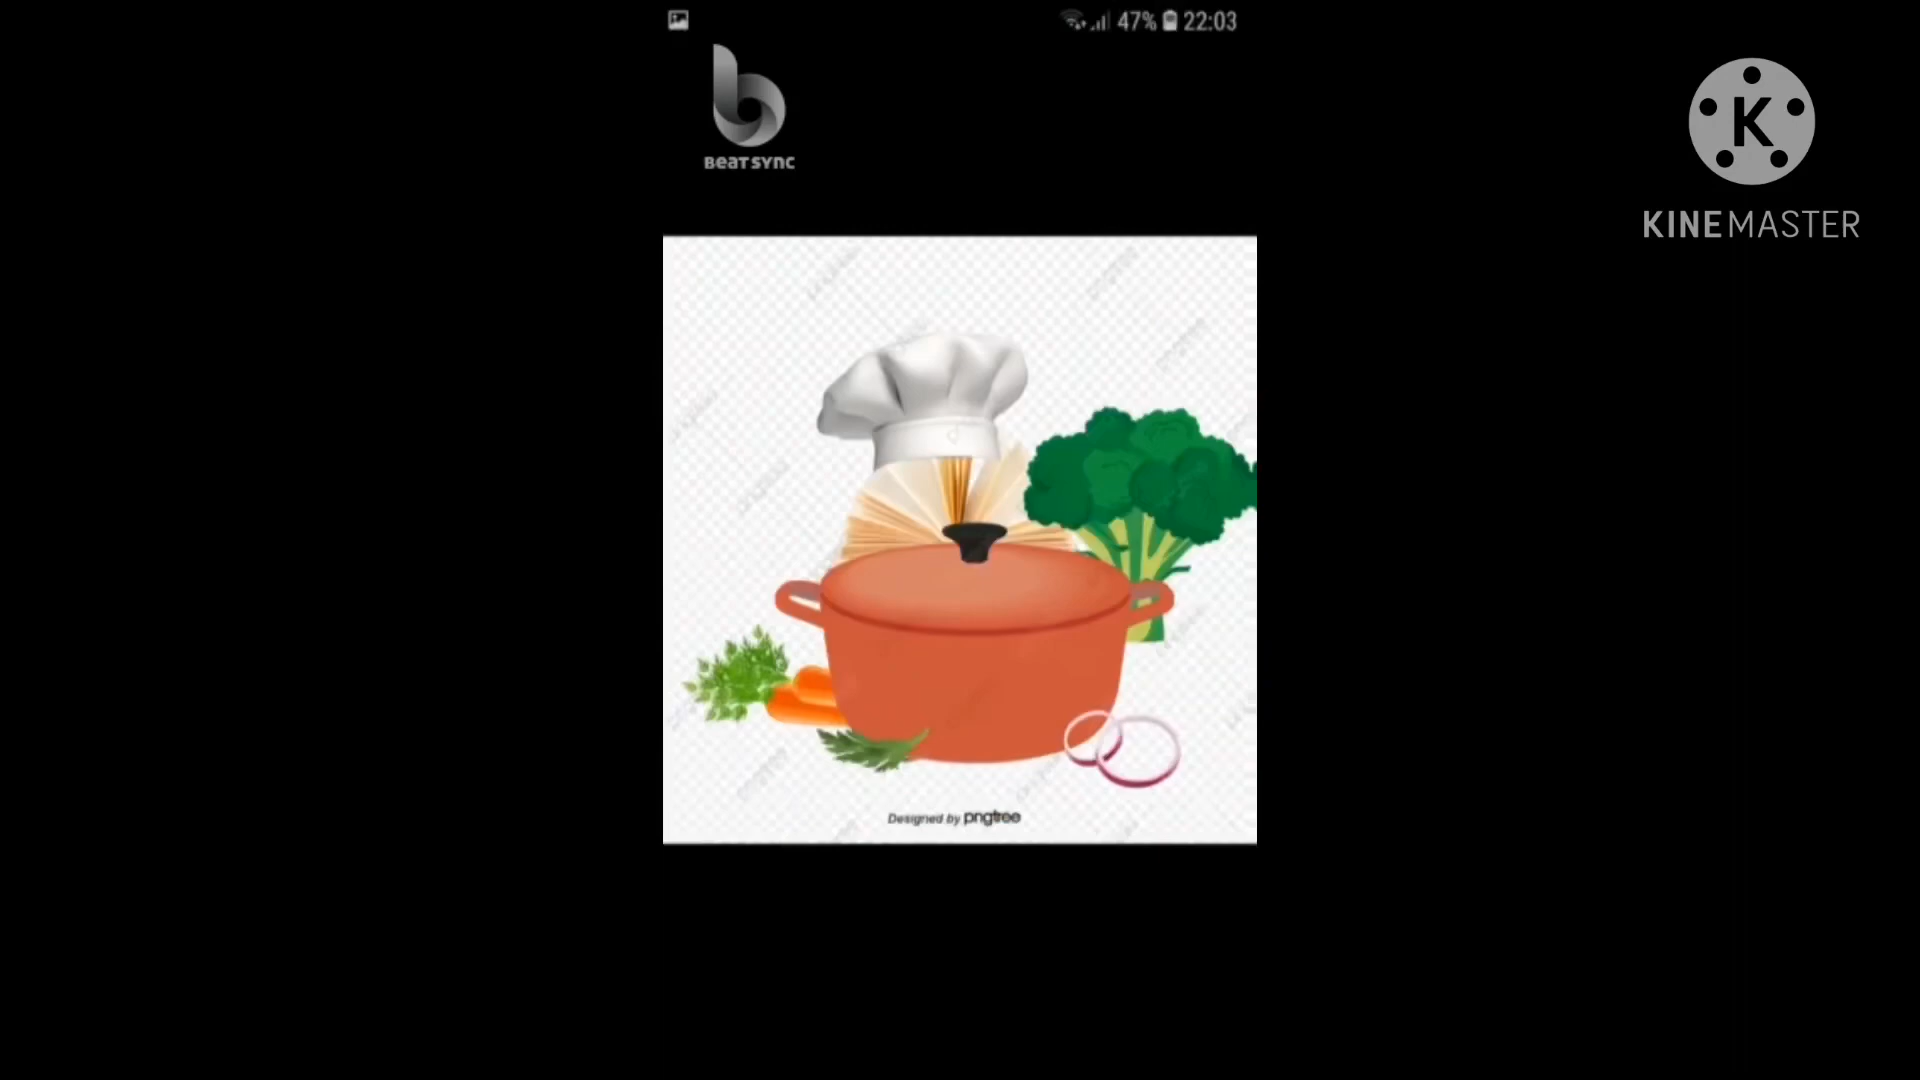 47% 22:03
BEATSYNC
K
KINEMASTER
Designed by pngtree